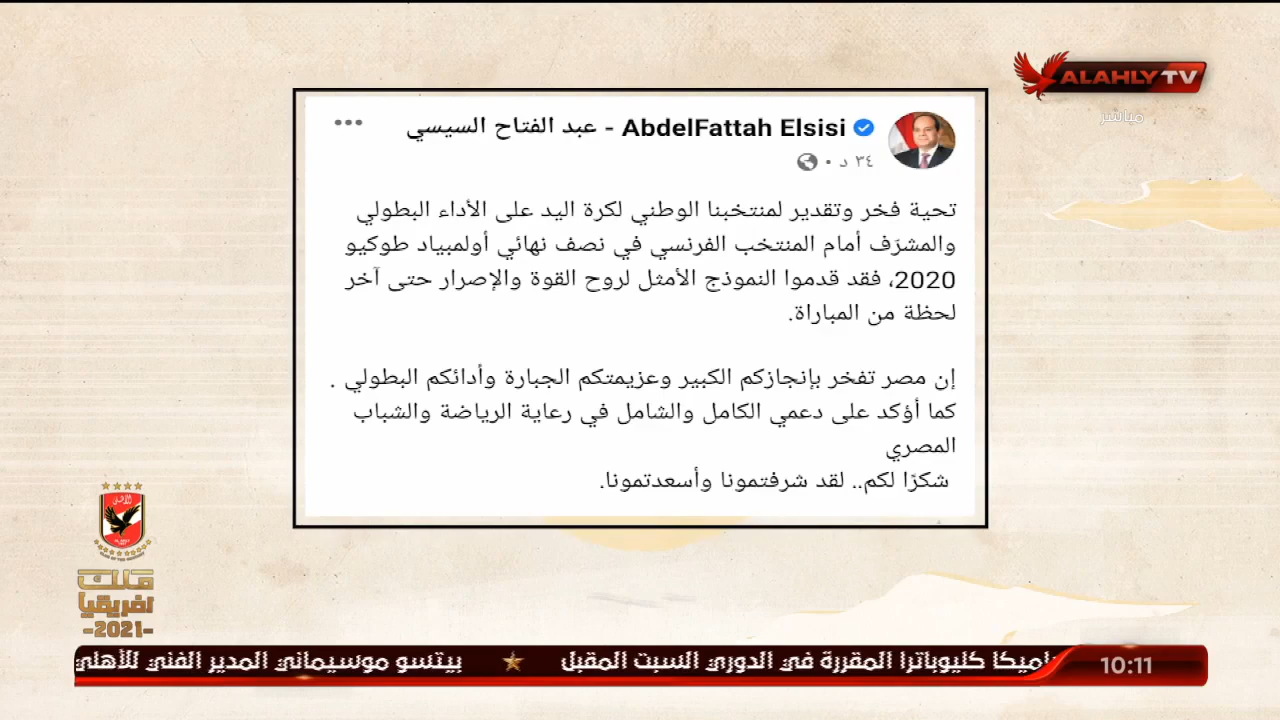 ALAHLY TV
مباشر
عبد الفتاح السيسي - AbdelFattah Elsisi
٣٤ د
تحية فخر وتقدير لمنتخبنا الوطني لكرة اليد على الأداء البطولي
والمشرّف أمام المنتخب الفرنسي في نصف نهائي أولمبياد طوكيو
2020، فقد قدموا النموذج الأمثل لروح القوة والإصرار حتى آخر
لحظة من المباراة.
إن مصر تفخر بإنجازكم الكبير وعزيمتكم الجبارة وأدائكم البطولي .
كما أؤكد على دعمي الكامل والشامل في رعاية الرياضة والشباب
المصري
شكرًا لكم.. لقد شرفتمونا وأسعدتمونا.
الأهلي
ملك
افريقيا
-2021-
كليوباترا المقررة في الدوري السبت المقبل ★ بيتسو موسيماني المدير الفني للأهلي
10:11